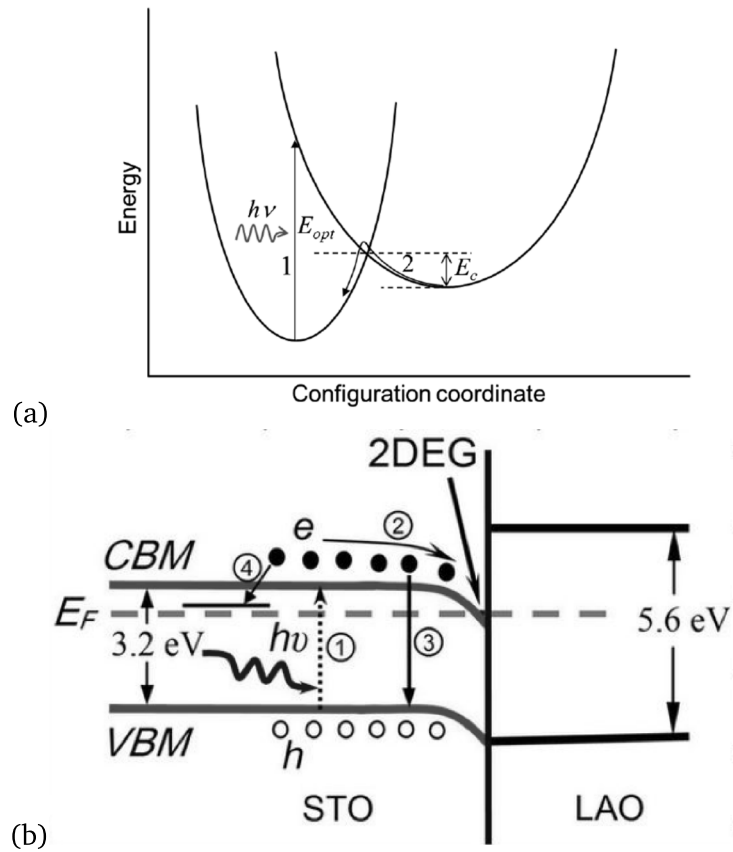 Energy
hν
E_opt
1
2
E_c
Configuration coordinate
(a)
2DEG
e
②
CBM
④
E_F
3.2 eV
hυ
①
③
5.6 eV
VBM
h
STO
LAO
(b)